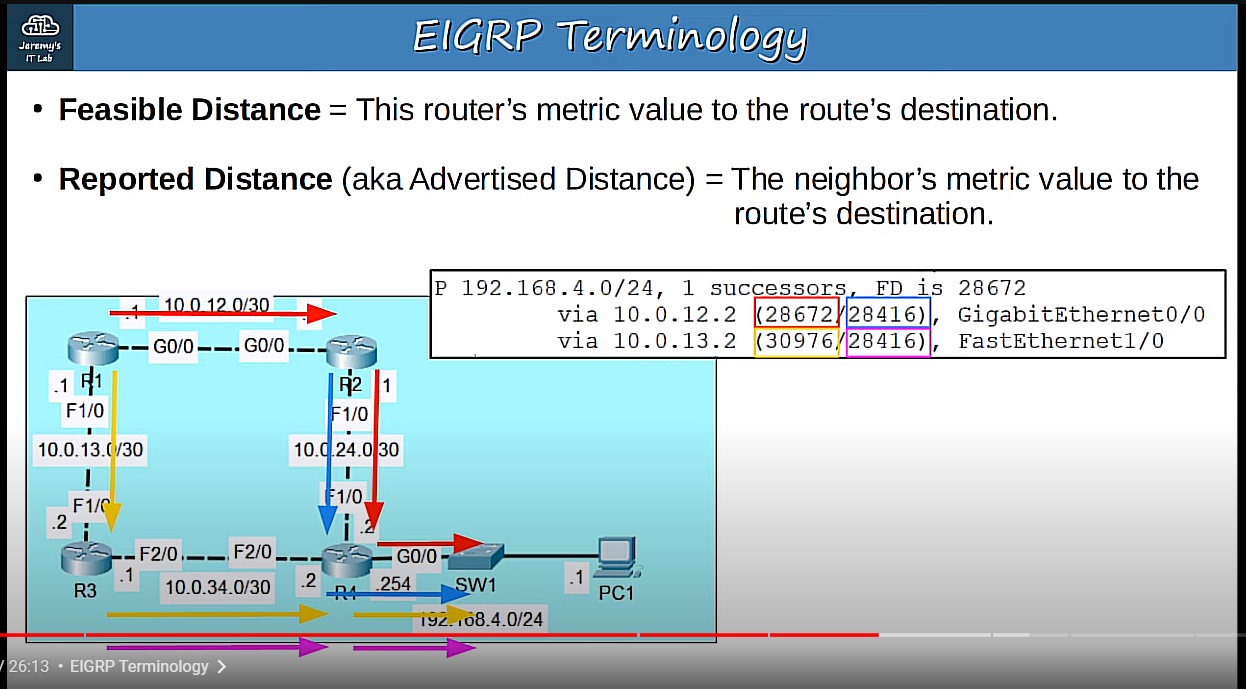 Jeremy's
IT Lab
EIGRP Terminology
• Feasible Distance = This router's metric value to the route's destination.
• Reported Distance (aka Advertised Distance) = The neighbor's metric value to the
route's destination.
P 192.168.4.0/24, 1 successors, FD is 28672
via 10.0.12.2 (28672/28416), GigabitEthernet0/0
via 10.0.13.2 (30976/28416), FastEthernet1/0
.1 10.0.12.0/30
G0/0 G0/0
.1 R1 R2 .1
F1/0 F1/0
10.0.13.0/30 10.0.24.0/30
F1/0 F1/0
.2 .2
F2/0 F2/0 G0/0
.1 10.0.34.0/30 .2 .254 .1
R3 R4 SW1 PC1
192.168.4.0/24
/ 26:13 • EIGRP Terminology >